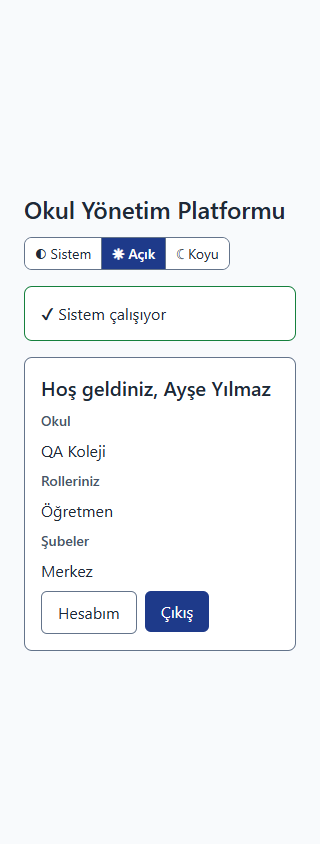 Okul Yönetim Platformu
◐ Sistem ☀ Açık ☾ Koyu
✓ Sistem çalışıyor
Hoş geldiniz, Ayşe Yılmaz
Okul
QA Koleji
Rolleriniz
Öğretmen
Şubeler
Merkez
Hesabım Çıkış